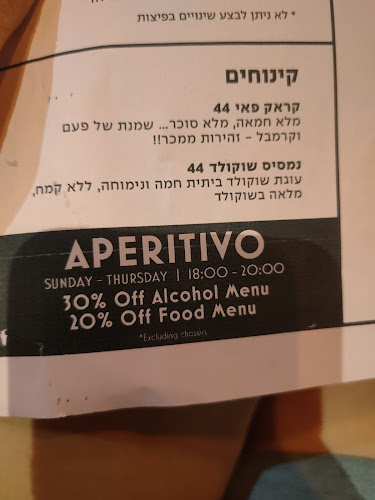 * לא ניתן לבצע שינויים בפיצות
קינוחים
קראק פאי 44
מלא חמאה, מלא סוכר... שמנת של פעם
וקרמבל - זהירות ממכר!!
נמסיס שוקולד 44
עוגת שוקולד ביתית חמה ונימוחה, ללא קמח,
מלאה בשוקולד
APERITIVO
SUNDAY - THURSDAY | 18:00 - 20:00
30% Off Alcohol Menu
20% Off Food Menu
*Excluding chasers